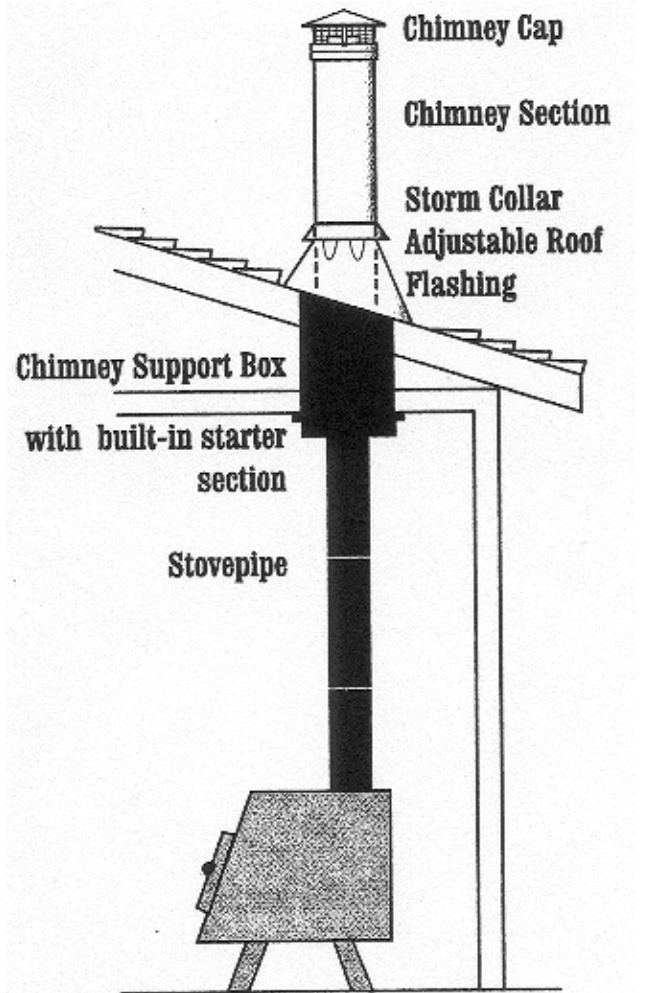 Chimney Cap
Chimney Section
Storm Collar
Adjustable Roof
Flashing
Chimney Support Box
with built-in starter
section
Stovepipe